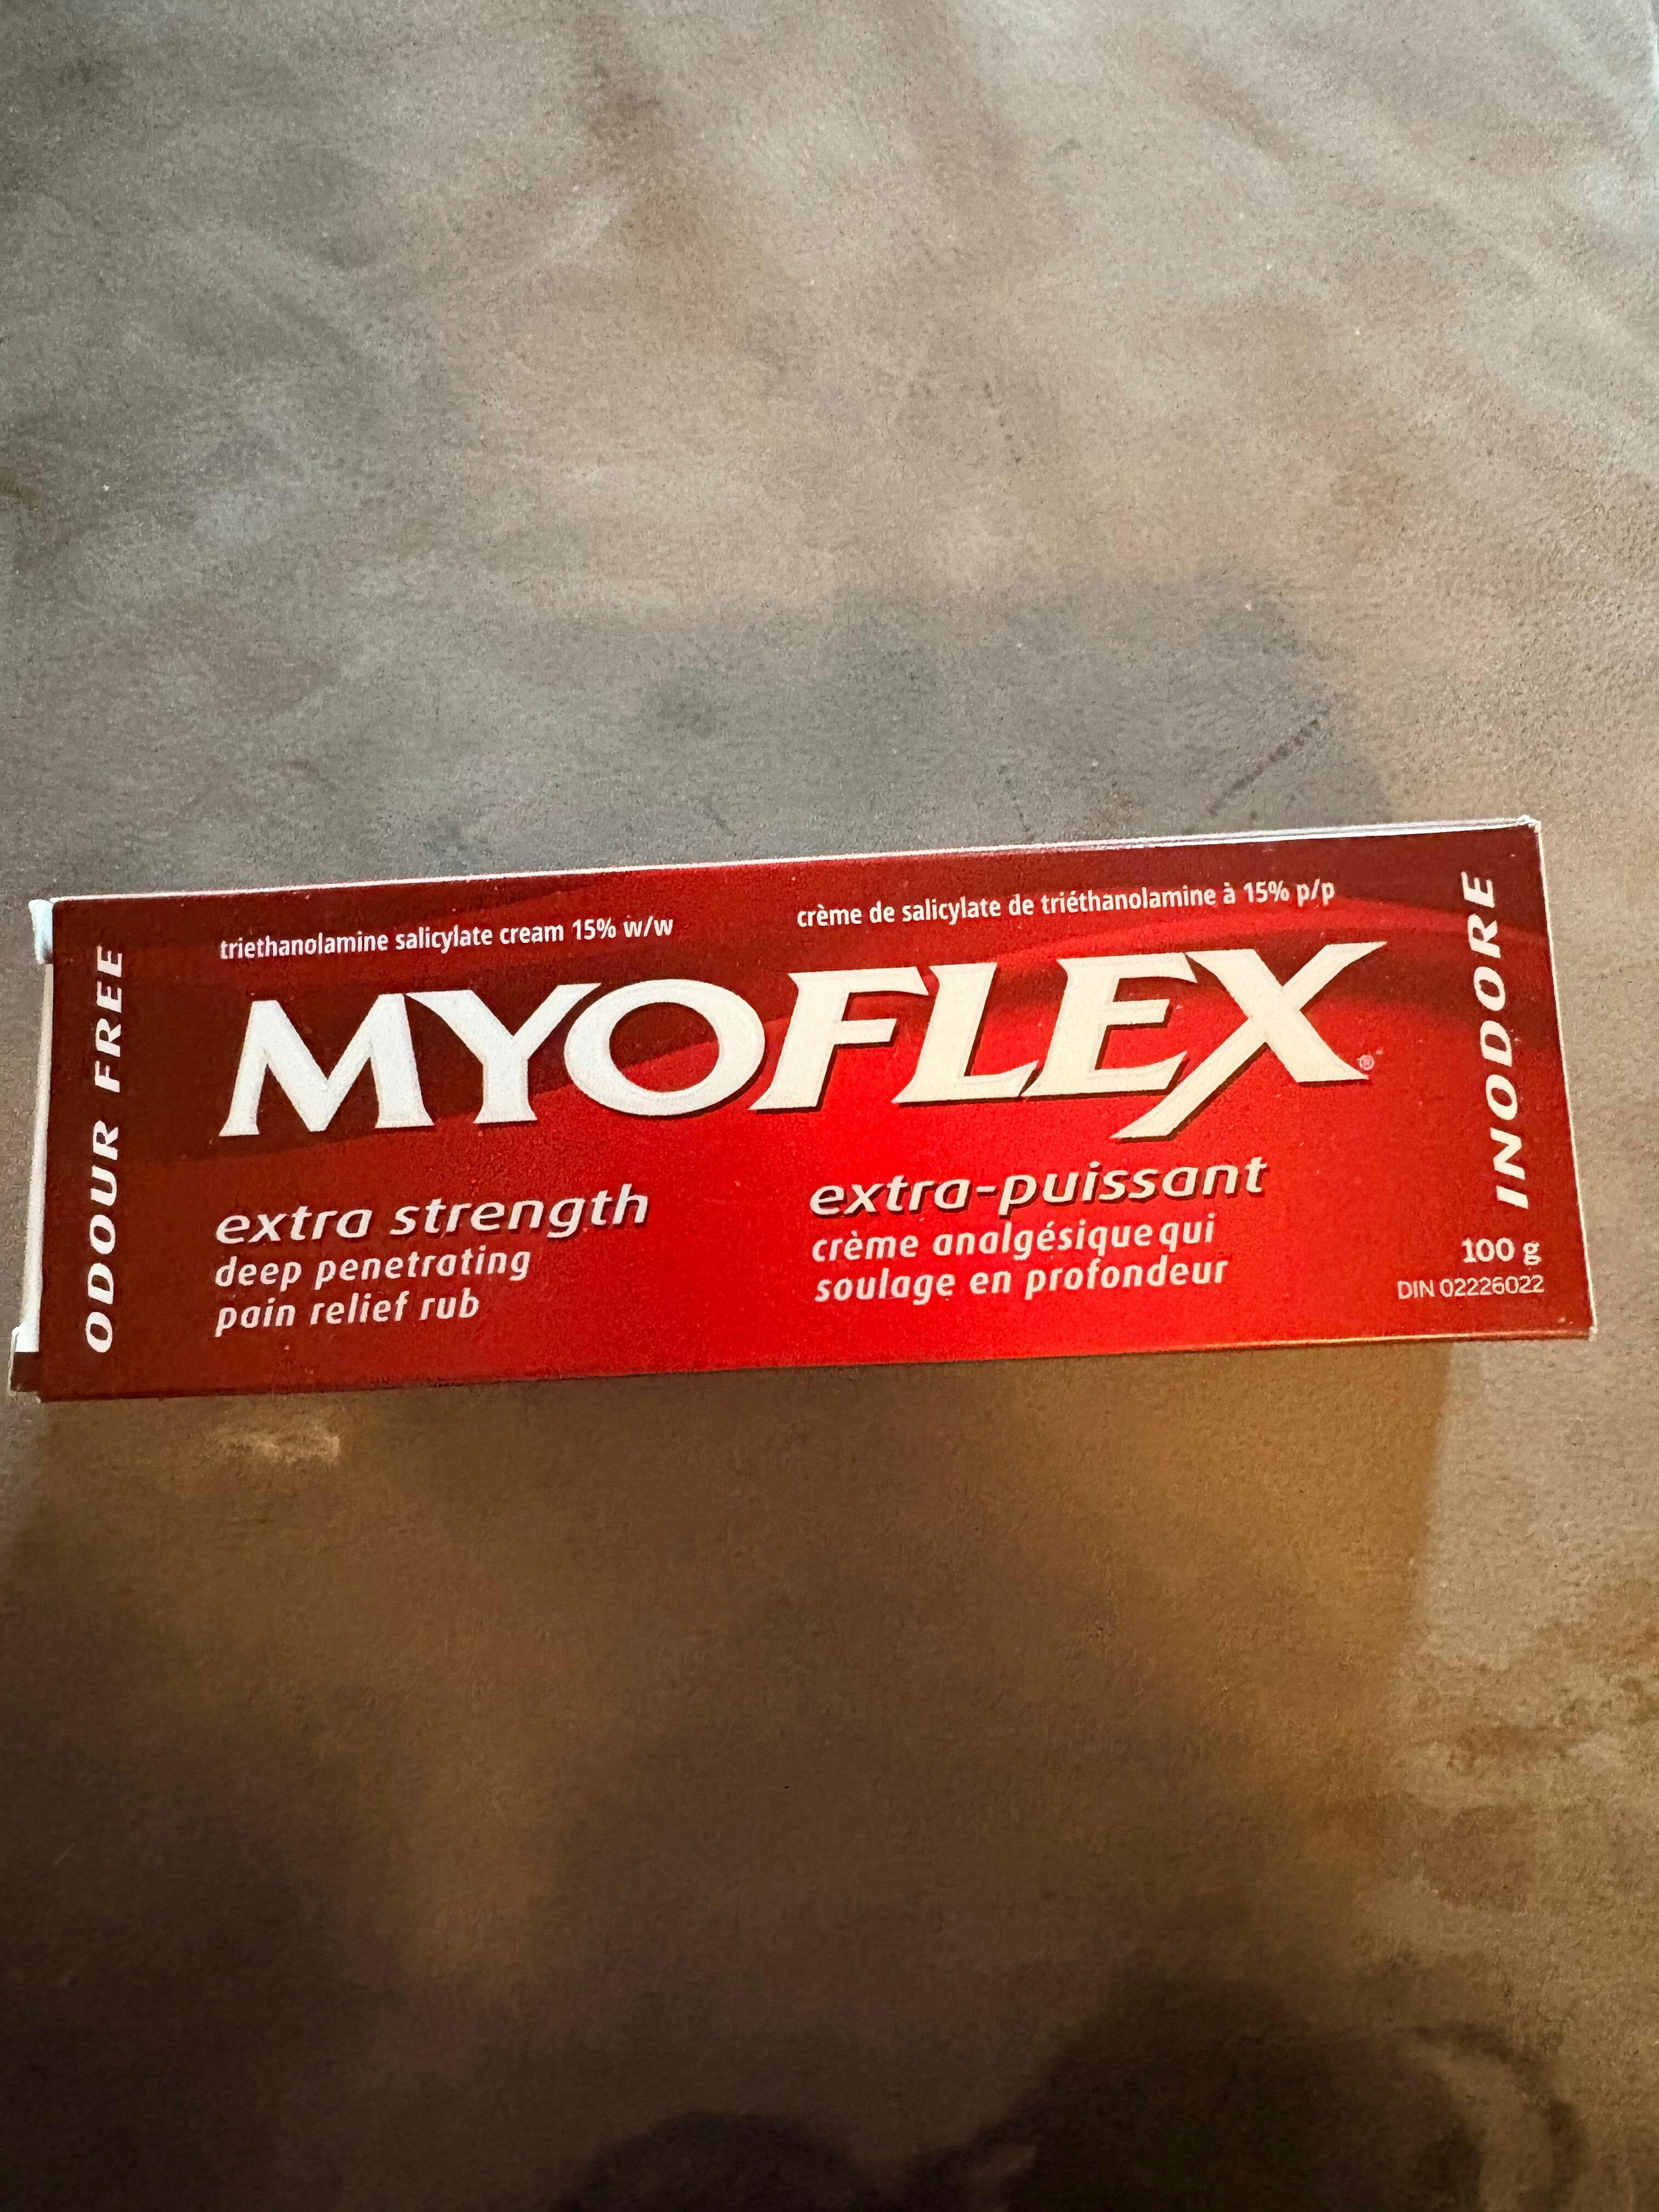 ODOUR FREE
triethanolamine salicylate cream 15% w/w
crème de salicylate de triéthanolamine à 15% p/p
MYOFLEX®
extra strength
deep penetrating
pain relief rub
extra-puissant
crème analgésique qui
soulage en profondeur
INODORE
100 g
DIN 02226022